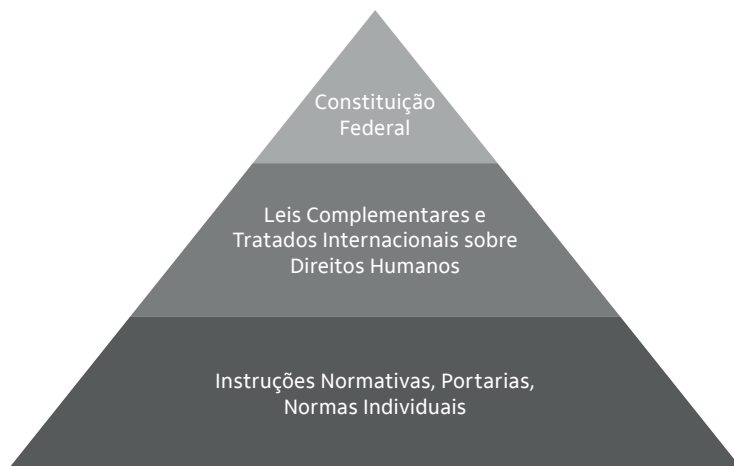 Constituição
Federal
Leis Complementares e
Tratados Internacionais sobre
Direitos Humanos
Instruções Normativas, Portarias,
Normas Individuais